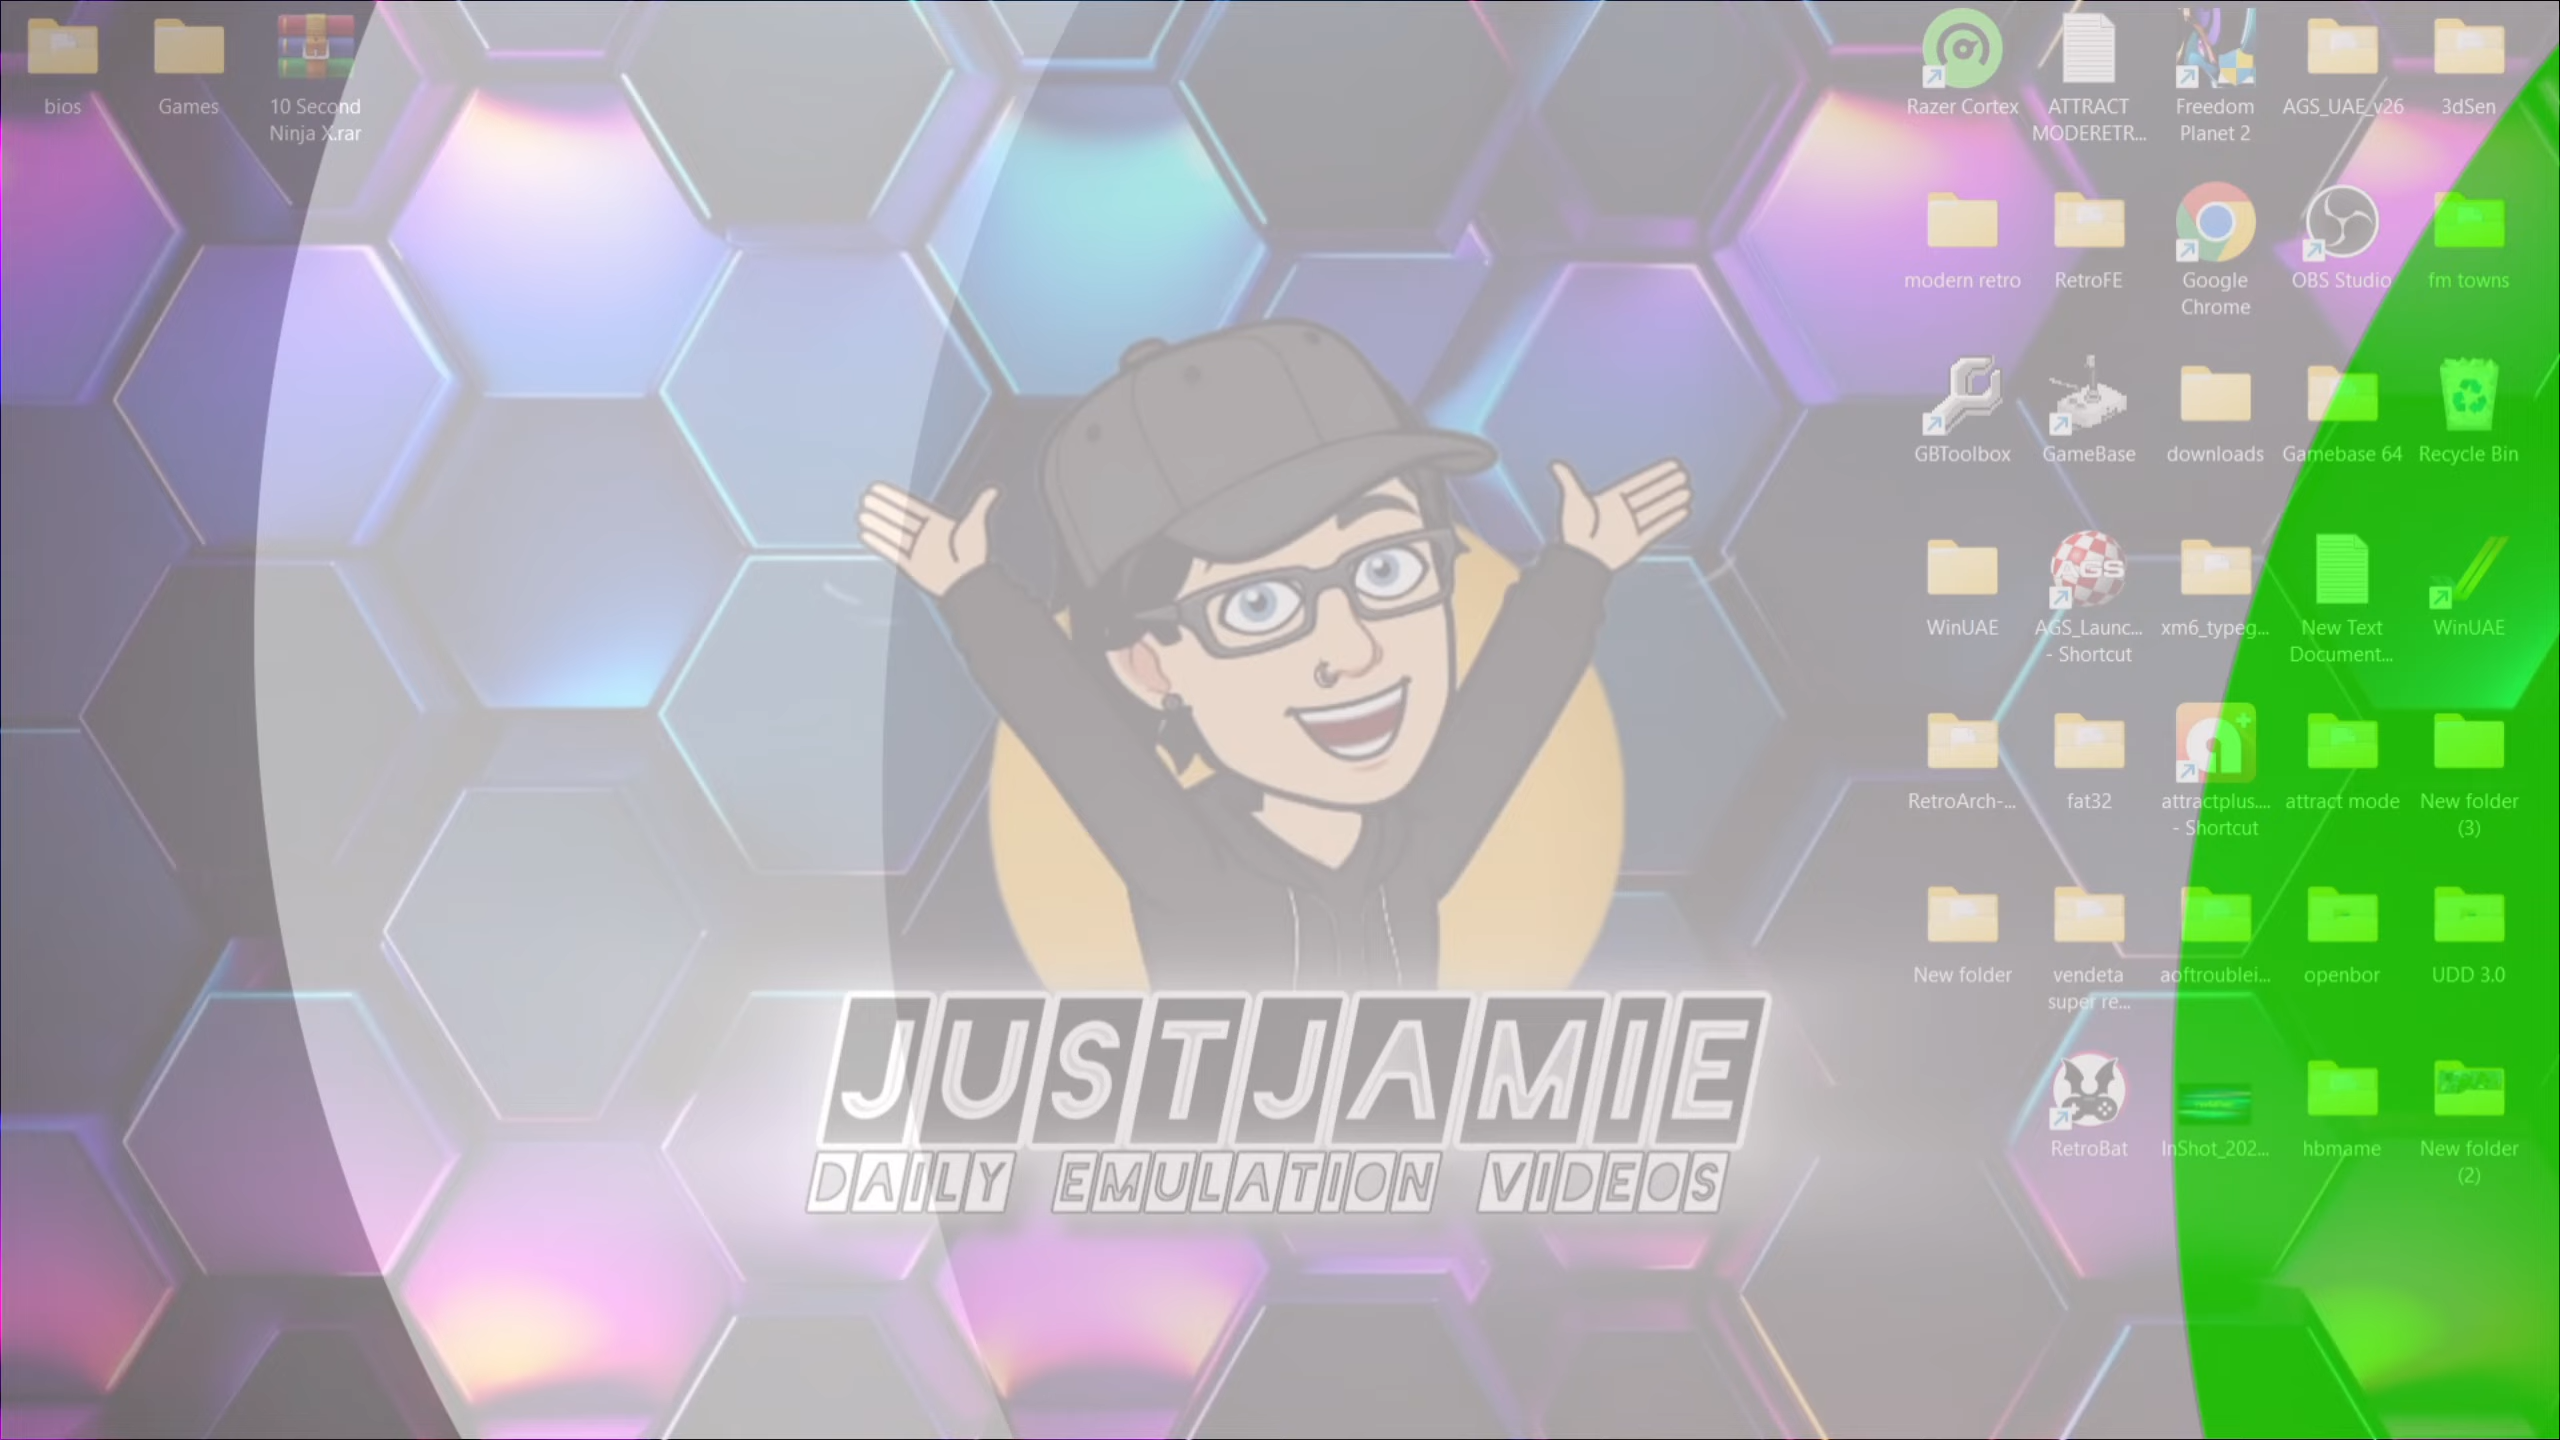 bios
Games
10 Second
Ninja X.rar
Razer Cortex
ATTRACT
MODERETR...
Freedom
Planet 2
AGS_UAE_v26
3dSen
modern retro
RetroFE
Google
Chrome
OBS Studio
fm towns
GBToolbox
GameBase
downloads
Gamebase 64
Recycle Bin
WinUAE
AGS
AGS_Launc...
- Shortcut
xm6_typeg...
New Text
Document...
WinUAE
RetroArch-...
fat32
attractplus....
- Shortcut
attract mode
New folder
(3)
New folder
vendeta
super re...
aoftroublei...
openbor
UDD 3.0
RetroBat
InShot_202...
hbmame
New folder
(2)
JUSTJAMIE
DAILY EMULATION VIDEOS